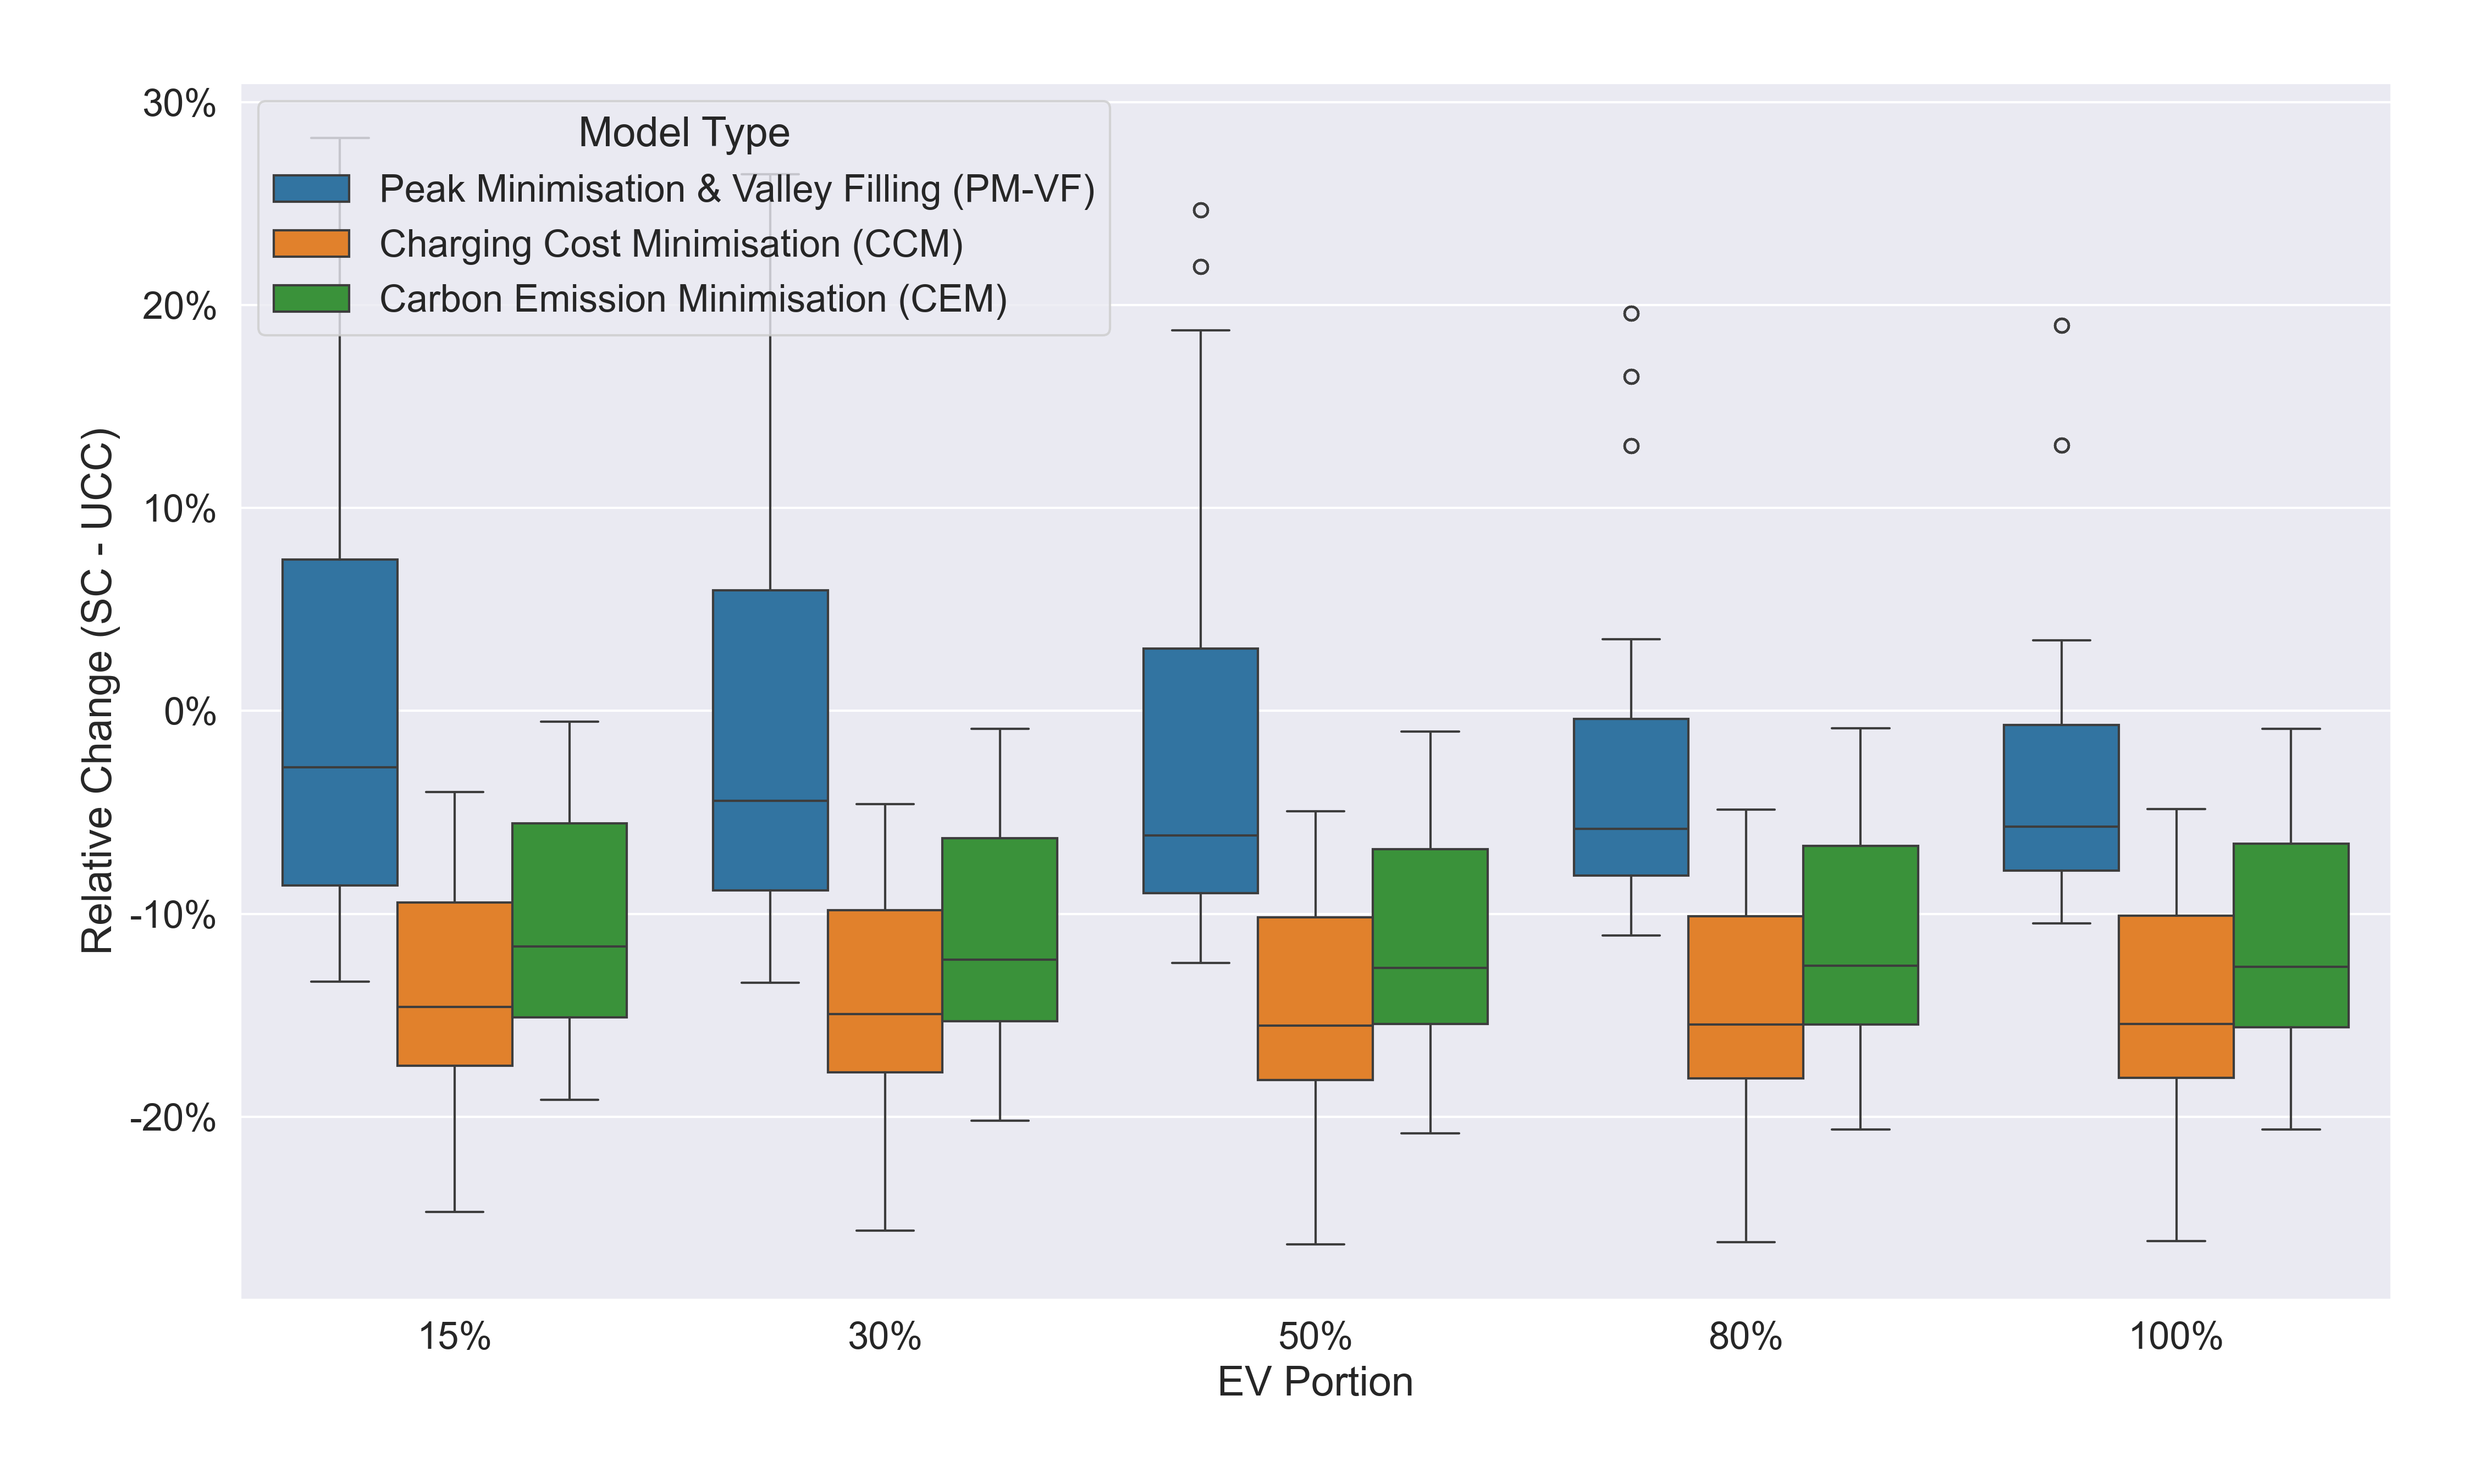 Relative Change (SC - UCC)
30%
20%
10%
0%
-10%
-20%
Model Type
Peak Minimisation & Valley Filling (PM-VF)
Charging Cost Minimisation (CCM)
Carbon Emission Minimisation (CEM)
15%
30%
50%
80%
100%
EV Portion